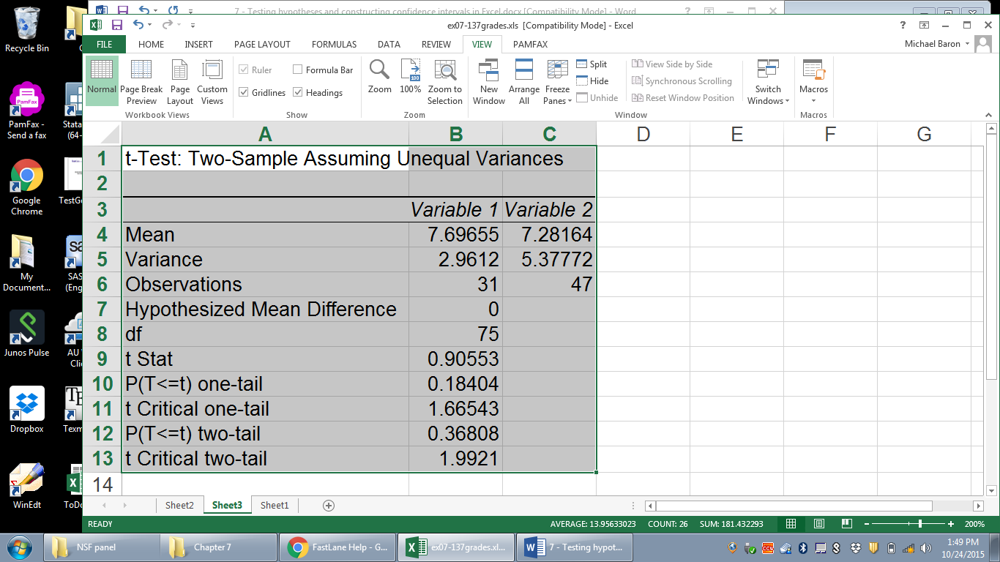 7 - Testing hypotheses and constructing confidence intervals in Excel.docx [Compatibility Mode] - Word
ex07-137grades.xls [Compatibility Mode] - Excel
FILE HOME INSERT PAGE LAYOUT FORMULAS DATA REVIEW VIEW PAMFAX Michael Baron
Normal Page Break Preview Page Layout Custom Views
Workbook Views
Ruler Formula Bar
Gridlines Headings
Show
Zoom 100% Zoom to Selection
Zoom
New Window Arrange All Freeze Panes
Split
Hide
Unhide
View Side by Side
Synchronous Scrolling
Reset Window Position
Switch Windows
Window
Macros
Macros
A B C D E F G
1 t-Test: Two-Sample Assuming Unequal Variances
2
3 Variable 1 Variable 2
4 Mean 7.69655 7.28164
5 Variance 2.9612 5.37772
6 Observations 31 47
7 Hypothesized Mean Difference 0
8 df 75
9 t Stat 0.90553
10 P(T<=t) one-tail 0.18404
11 t Critical one-tail 1.66543
12 P(T<=t) two-tail 0.36808
13 t Critical two-tail 1.9921
14
Sheet2 Sheet3 Sheet1
READY AVERAGE: 13.95633023 COUNT: 26 SUM: 181.432293 200%
Recycle Bin
PamFax - Send a fax
Stata (64-
Google Chrome
TestGe
My Document...
SAS (Eng
Junos Pulse
AU Clie
Dropbox
Texm
WinEdt
ToDo
NSF panel Chapter 7 FastLane Help - G... ex07-137grades.xl... 7 - Testing hypot...
1:49 PM
10/24/2015